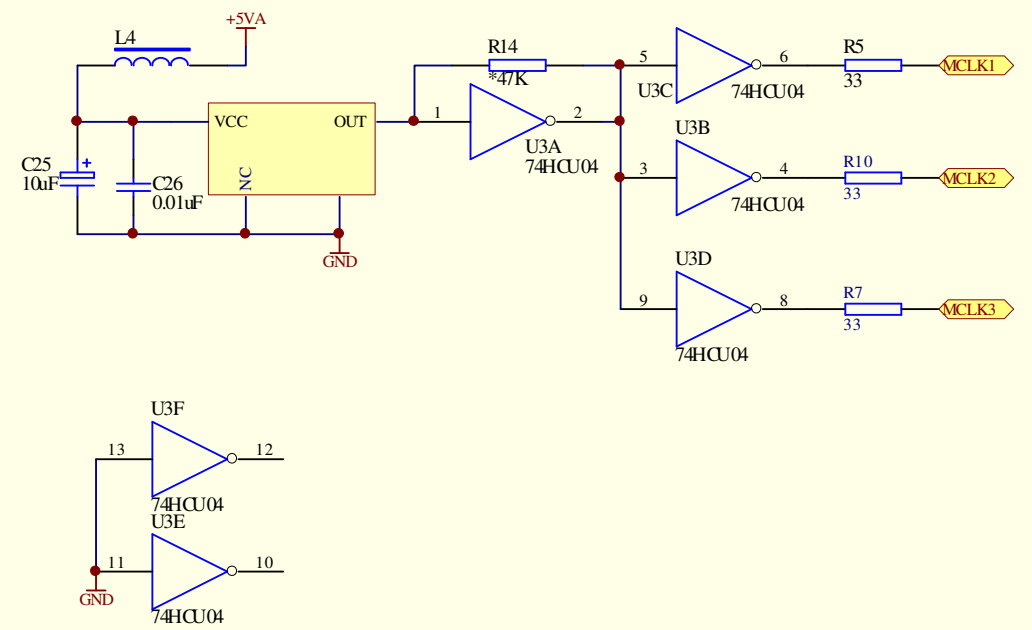 +5VA
L4
R14
*47K
5
6
R5
33
MCLK1
U3C
74HCU04
VCC
OUT
1
2
U3A
74HCU04
U3B
C25
10uF
+
C26
0.01uF
NC
3
4
R10
33
MCLK2
74HCU04
GND
U3D
9
8
R7
33
MCLK3
74HCU04
U3F
13
12
74HCU04
U3E
11
10
GND
74HCU04